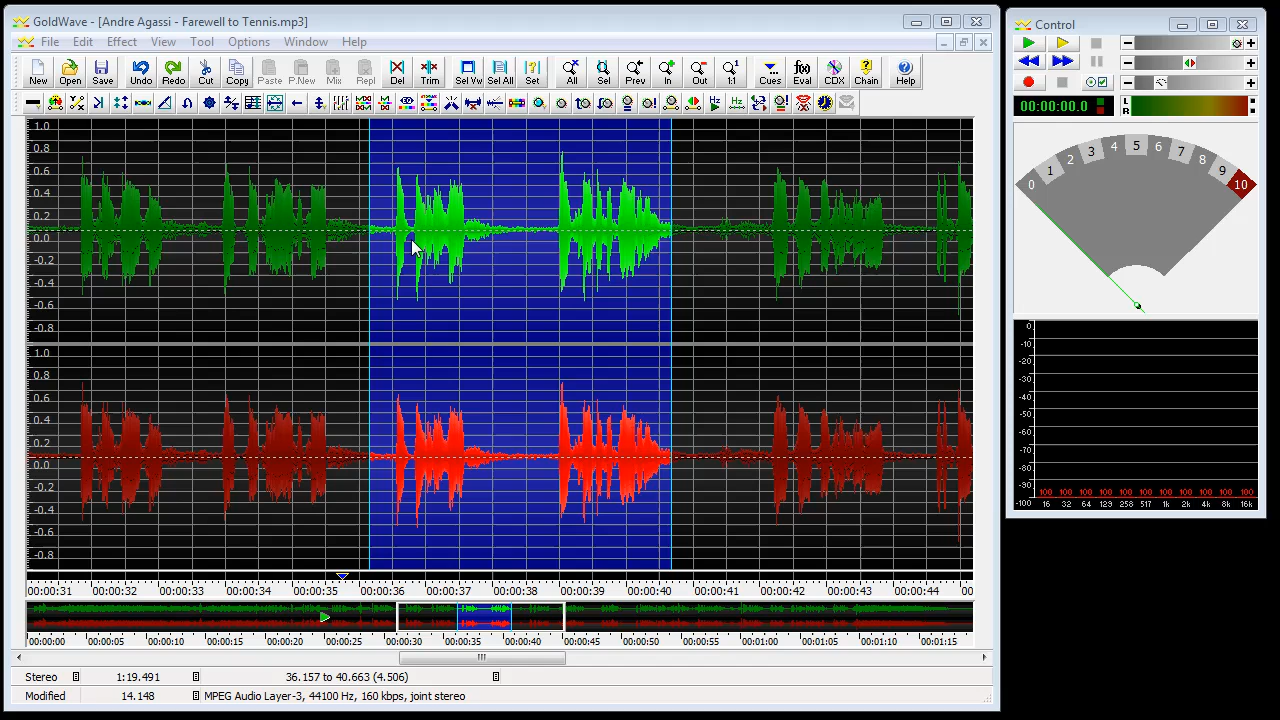 GoldWave - [Andre Agassi - Farewell to Tennis.mp3]
File Edit Effect View Tool Options Window Help
New Open Save Undo Redo Cut Copy Paste P.New Mix Repl Del Trim Sel Vw Sel All Set All Sel Prev In Out 1:1 Cues Eval CDX Chain Help
1.0
0.8
0.6
0.4
0.2
0.0
-0.2
-0.4
-0.6
-0.8
1.0
0.8
0.6
0.4
0.2
0.0
-0.2
-0.4
-0.6
-0.8
00:00:31 00:00:32 00:00:33 00:00:34 00:00:35 00:00:36 00:00:37 00:00:38 00:00:39 00:00:40 00:00:41 00:00:42 00:00:43 00:00:44 00
00:00:00 00:00:05 00:00:10 00:00:15 00:00:20 00:00:25 00:00:30 00:00:35 00:00:40 00:00:45 00:00:50 00:00:55 00:01:00 00:01:05 00:01:10 00:01:15
Stereo 1:19.491 36.157 to 40.663 (4.506)
Modified 14.148 MPEG Audio Layer-3, 44100 Hz, 160 kbps, joint stereo
Control
00:00:00.0 L
R
0 1 2 3 4 5 6 7 8 9 10
0
-10
-20
-30
-40
-50
-60
-70
-80
-90
-100
100 100 100 100 100 100 100 100 100 100 100
16 32 64 129 258 517 1k 2k 4k 8k 16k